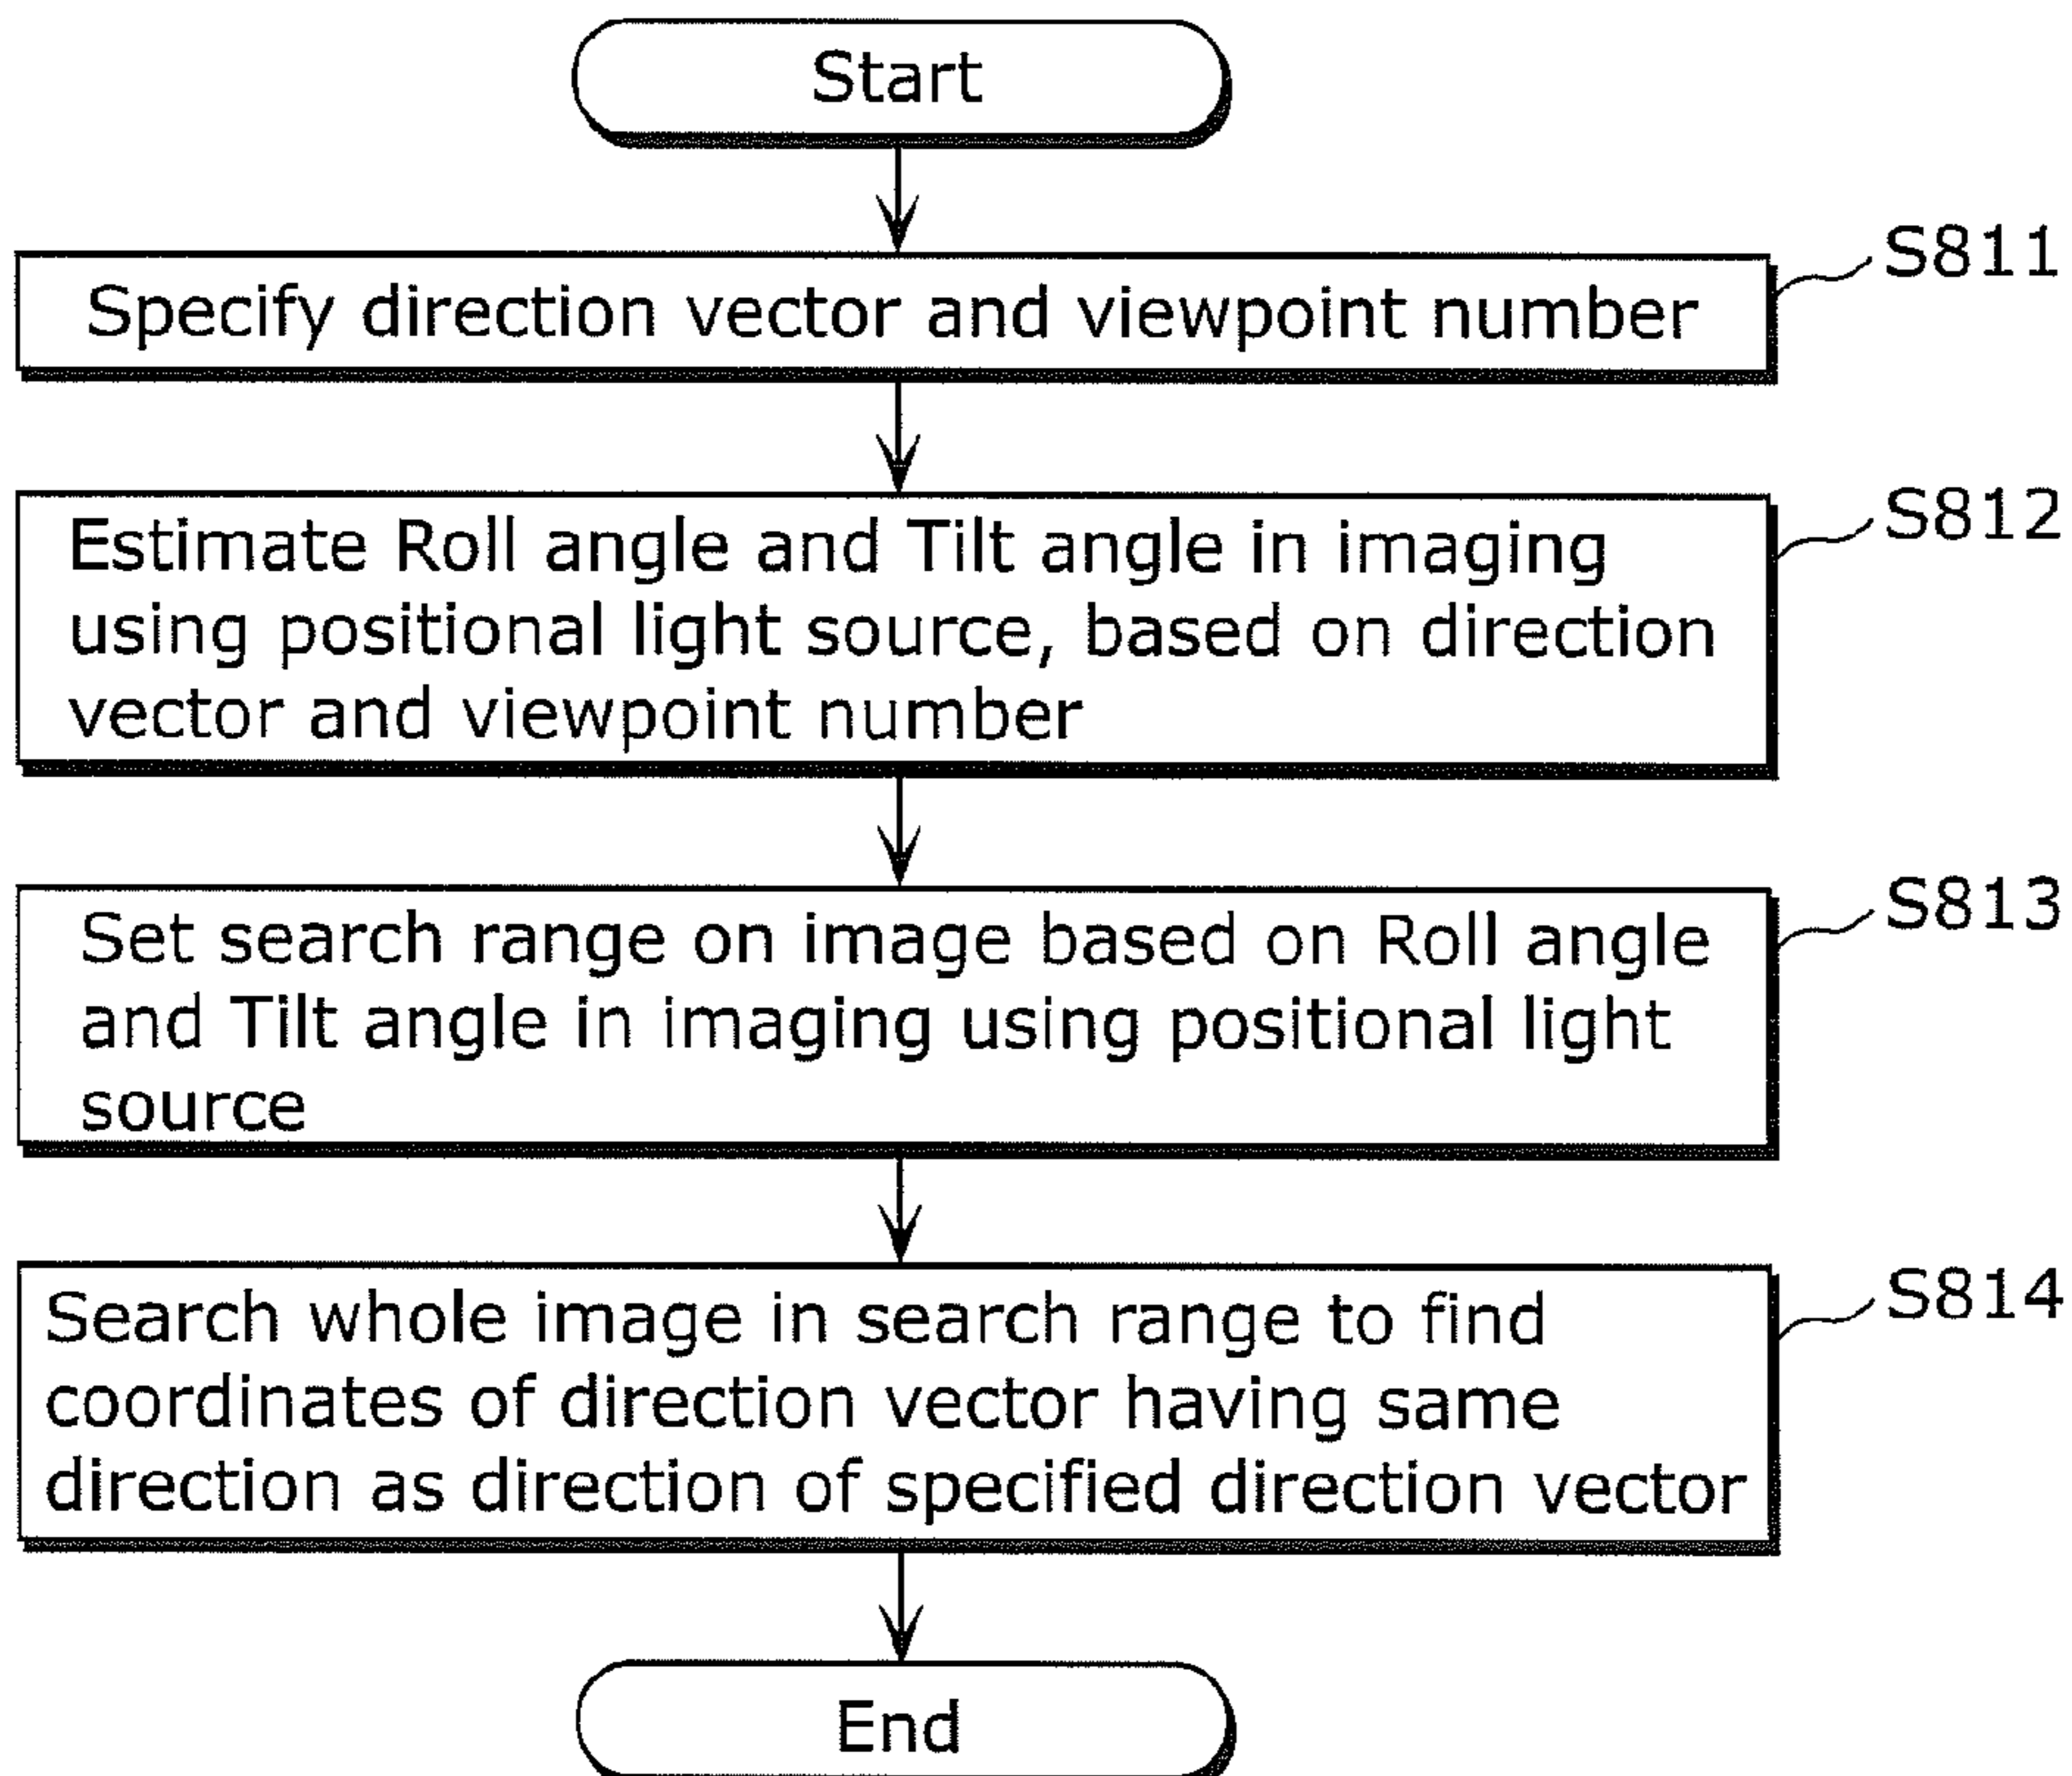 Start
S811
Specify direction vector and viewpoint number
S812
Estimate Roll angle and Tilt angle in imaging
using positional light source, based on direction
vector and viewpoint number
S813
Set search range on image based on Roll angle
and Tilt angle in imaging using positional light
source
S814
Search whole image in search range to find
coordinates of direction vector having same
direction as direction of specified direction vector
End